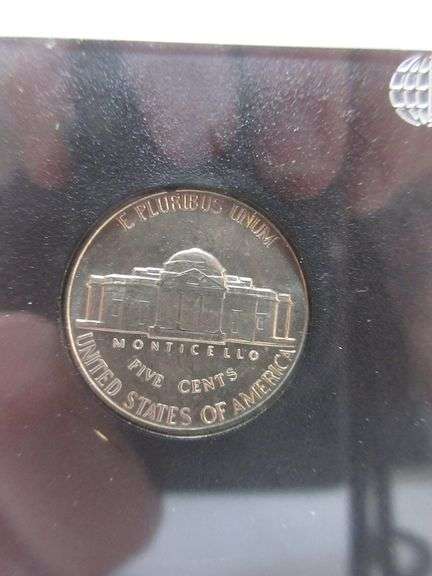 E PLURIBUS UNUM
MONTICELLO
FIVE CENTS
UNITED STATES OF AMERICA